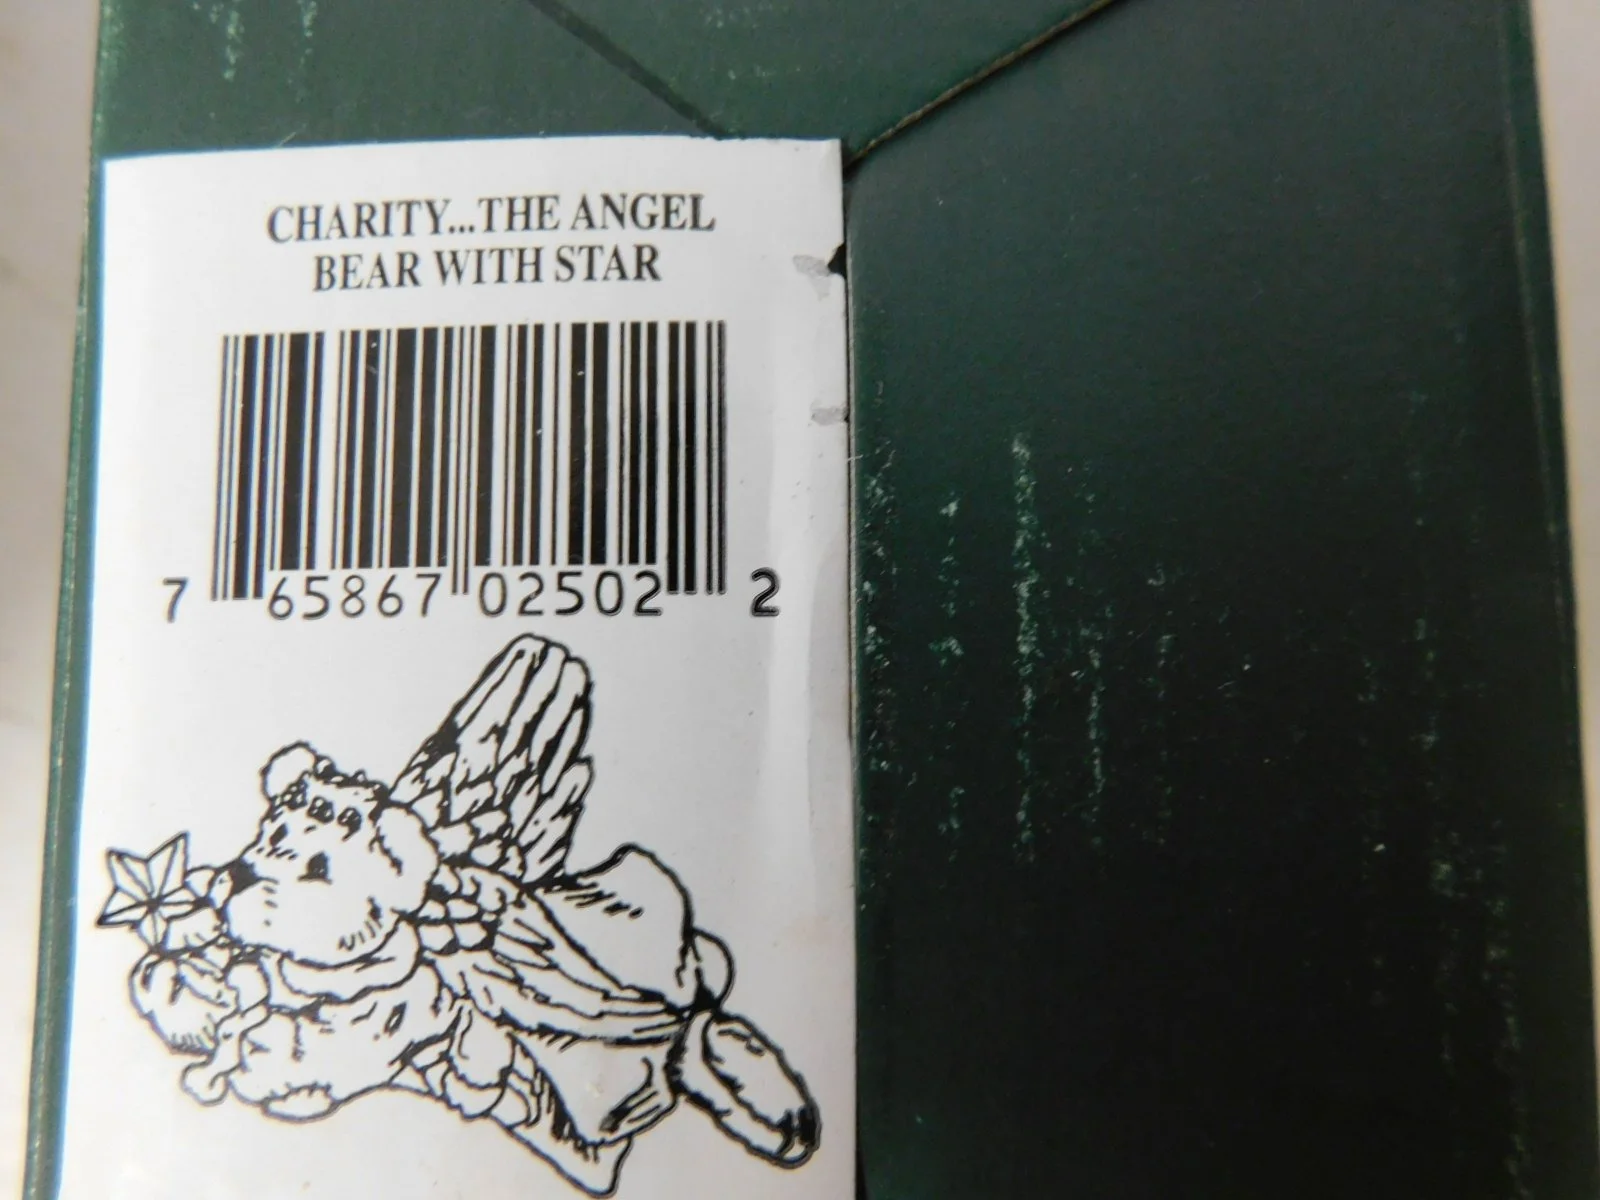 CHARITY...THE ANGEL
BEAR WITH STAR
7 65867 02502 2